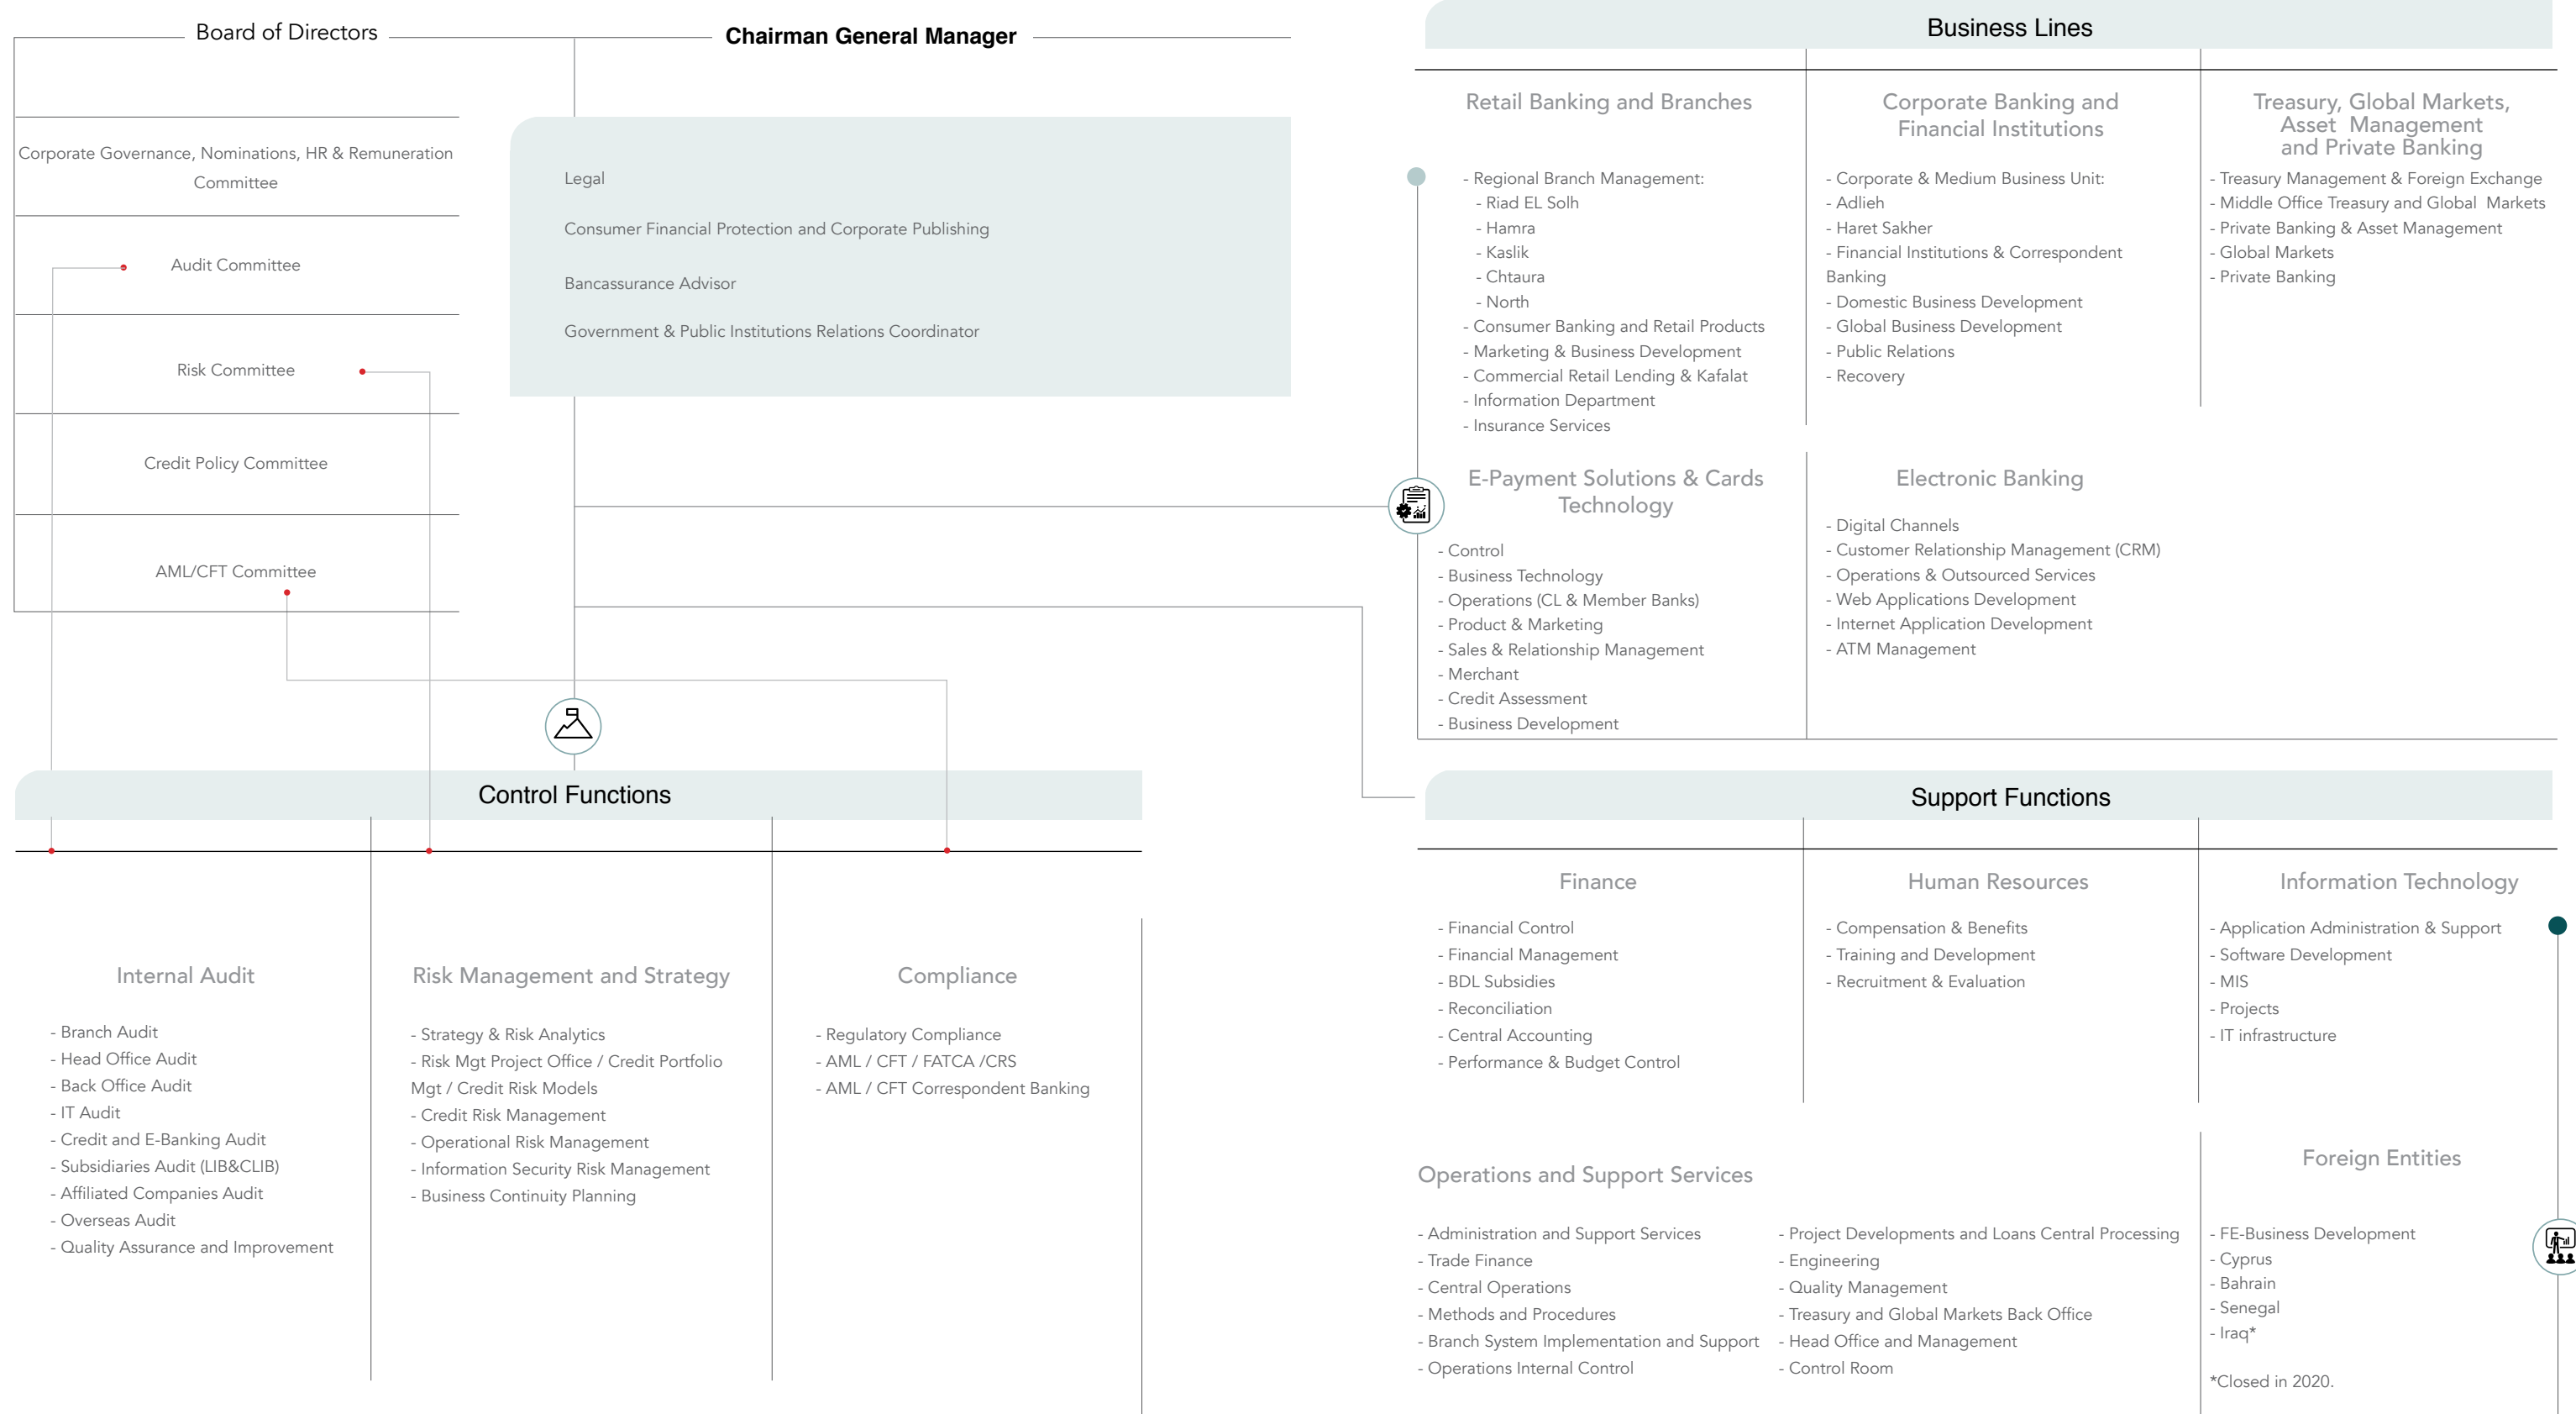 Board of Directors
Chairman General Manager
Corporate Governance, Nominations, HR & Remuneration
Committee
Audit Committee
Risk Committee
Credit Policy Committee
AML/CFT Committee
Legal
Consumer Financial Protection and Corporate Publishing
Bancassurance Advisor
Government & Public Institutions Relations Coordinator
Business Lines
Retail Banking and Branches
- Regional Branch Management:
- Riad EL Solh
- Hamra
- Kaslik
- Chtaura
- North
- Consumer Banking and Retail Products
- Marketing & Business Development
- Commercial Retail Lending & Kafalat
- Information Department
- Insurance Services
Corporate Banking and
Financial Institutions
- Corporate & Medium Business Unit:
- Adlieh
- Haret Sakher
- Financial Institutions & Correspondent
Banking
- Domestic Business Development
- Global Business Development
- Public Relations
- Recovery
Treasury, Global Markets,
Asset Management
and Private Banking
- Treasury Management & Foreign Exchange
- Middle Office Treasury and Global Markets
- Private Banking & Asset Management
- Global Markets
- Private Banking
E-Payment Solutions & Cards
Technology
- Control
- Business Technology
- Operations (CL & Member Banks)
- Product & Marketing
- Sales & Relationship Management
- Merchant
- Credit Assessment
- Business Development
Electronic Banking
- Digital Channels
- Customer Relationship Management (CRM)
- Operations & Outsourced Services
- Web Applications Development
- Internet Application Development
- ATM Management
Control Functions
Internal Audit
- Branch Audit
- Head Office Audit
- Back Office Audit
- IT Audit
- Credit and E-Banking Audit
- Subsidiaries Audit (LIB&CLIB)
- Affiliated Companies Audit
- Overseas Audit
- Quality Assurance and Improvement
Risk Management and Strategy
- Strategy & Risk Analytics
- Risk Mgt Project Office / Credit Portfolio
Mgt / Credit Risk Models
- Credit Risk Management
- Operational Risk Management
- Information Security Risk Management
- Business Continuity Planning
Compliance
- Regulatory Compliance
- AML / CFT / FATCA /CRS
- AML / CFT Correspondent Banking
Support Functions
Finance
- Financial Control
- Financial Management
- BDL Subsidies
- Reconciliation
- Central Accounting
- Performance & Budget Control
Human Resources
- Compensation & Benefits
- Training and Development
- Recruitment & Evaluation
Information Technology
- Application Administration & Support
- Software Development
- MIS
- Projects
- IT infrastructure
Operations and Support Services
- Administration and Support Services
- Trade Finance
- Central Operations
- Methods and Procedures
- Branch System Implementation and Support
- Operations Internal Control
- Project Developments and Loans Central Processing
- Engineering
- Quality Management
- Treasury and Global Markets Back Office
- Head Office and Management
- Control Room
Foreign Entities
- FE-Business Development
- Cyprus
- Bahrain
- Senegal
- Iraq*
*Closed in 2020.